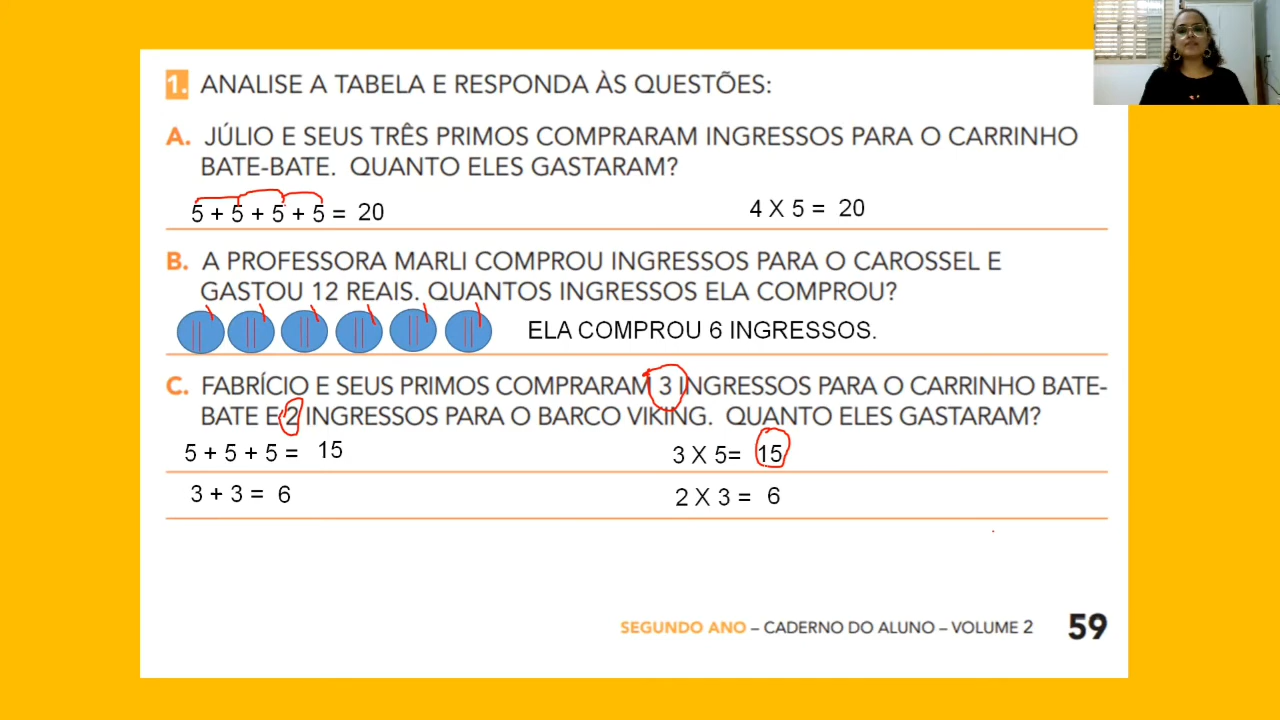 1. ANALISE A TABELA E RESPONDA ÀS QUESTÕES:
A. JÚLIO E SEUS TRÊS PRIMOS COMPRARAM INGRESSOS PARA O CARRINHO
BATE-BATE. QUANTO ELES GASTARAM?
5 + 5 + 5 + 5 = 20 4 X 5 = 20
B. A PROFESSORA MARLI COMPROU INGRESSOS PARA O CAROSSEL E
GASTOU 12 REAIS. QUANTOS INGRESSOS ELA COMPROU?
ELA COMPROU 6 INGRESSOS.
C. FABRÍCIO E SEUS PRIMOS COMPRARAM 3 INGRESSOS PARA O CARRINHO BATE-
BATE E 2 INGRESSOS PARA O BARCO VIKING. QUANTO ELES GASTARAM?
5 + 5 + 5 = 15 3 X 5= 15
3 + 3 = 6 2 X 3 = 6
SEGUNDO ANO – CADERNO DO ALUNO – VOLUME 2 59